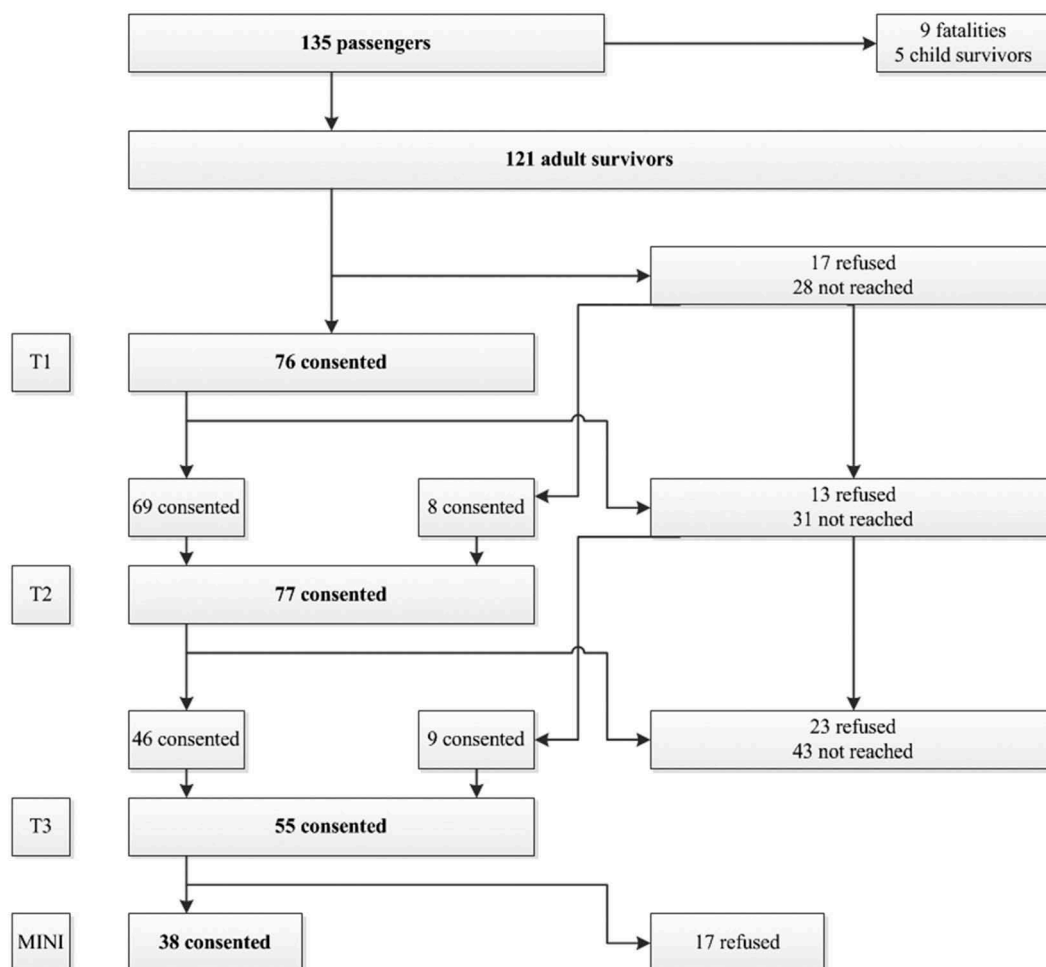 135 passengers
9 fatalities
5 child survivors
121 adult survivors
17 refused
28 not reached
T1
76 consented
69 consented
8 consented
13 refused
31 not reached
T2
77 consented
46 consented
9 consented
23 refused
43 not reached
T3
55 consented
MINI
38 consented
17 refused